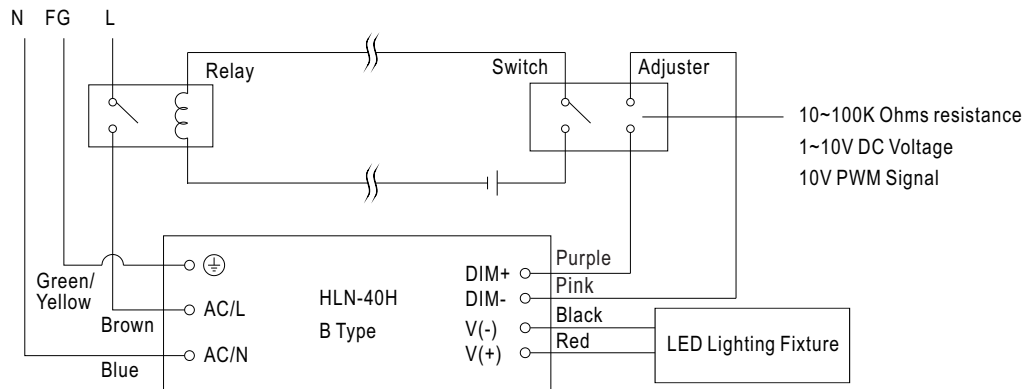 N FG L
Relay
Switch
Adjuster
10~100K Ohms resistance
1~10V DC Voltage
10V PWM Signal
Green/
Yellow
Brown
Blue
AC/L
AC/N
HLN-40H
B Type
DIM+
DIM-
V(-)
V(+)
Purple
Pink
Black
Red
LED Lighting Fixture